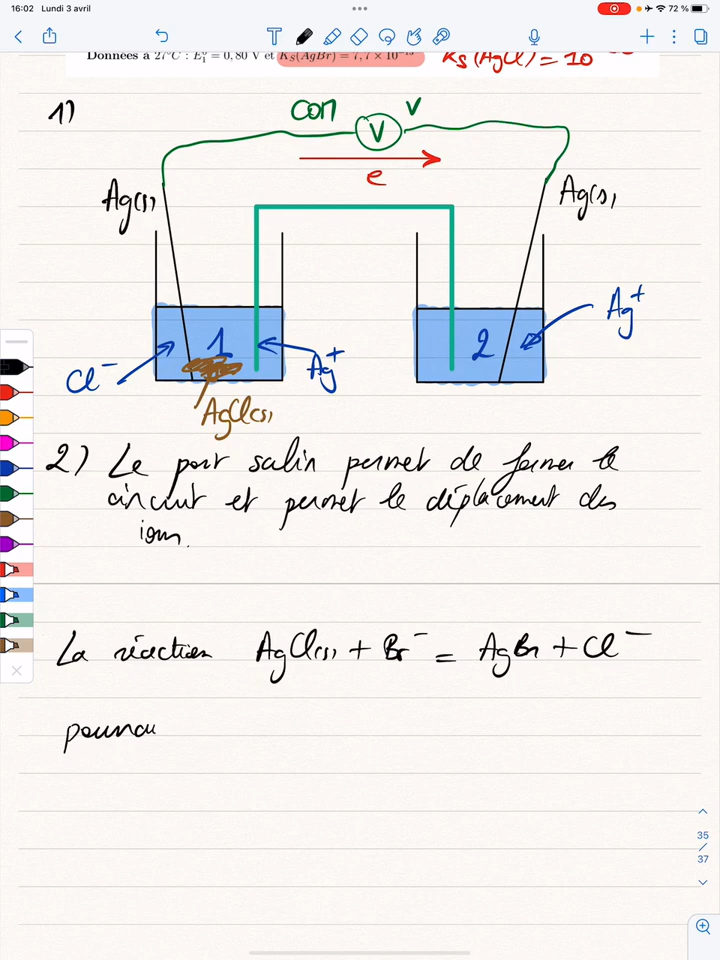 16:02 Lundi 3 avril
72 %
Données à 27°C : E₁⁰ = 0,80 V et Ks(AgBr) = 7,7 × 10
Ks(AgCl) = 10
1)
COM
V
V
e
Ag(s)
Ag(s)
1
2
Cl⁻
Ag⁺
Ag⁺
AgCl(s)
2) Le pont salin permet de fermer le
circuit et permet le déplacement des
ions.
La réaction AgCl(s) + Br⁻ = AgBr + Cl⁻
35
/
37